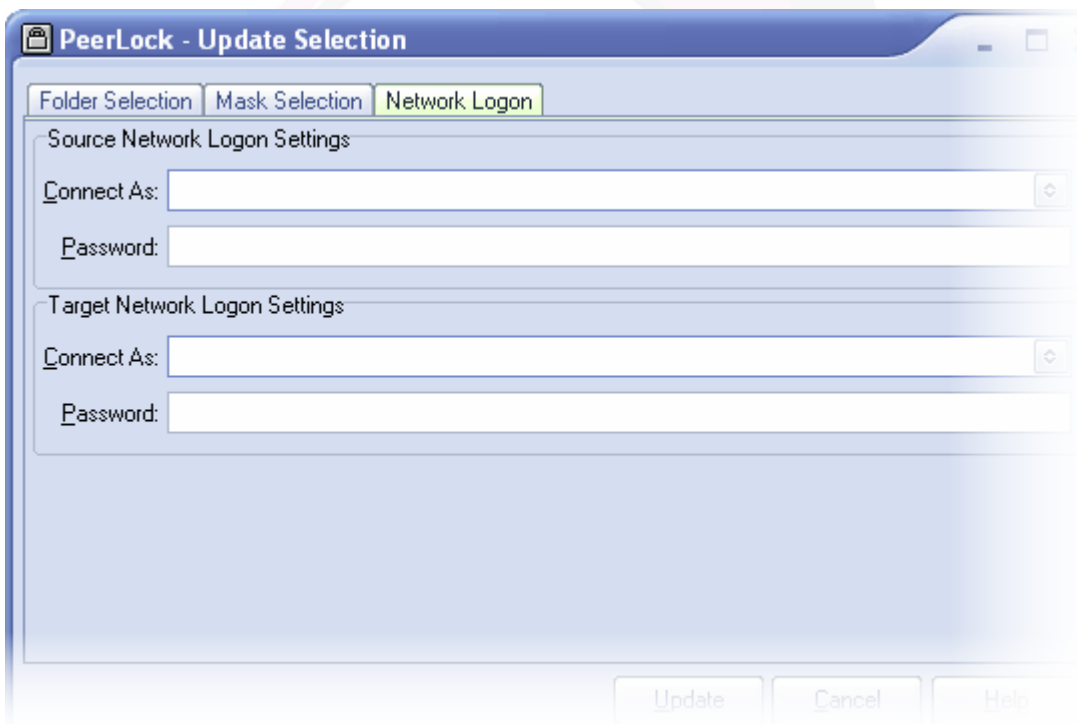 PeerLock - Update Selection
Folder Selection Mask Selection Network Logon
Source Network Logon Settings
Connect As:
Password:
Target Network Logon Settings
Connect As:
Password:
Update Cancel Help